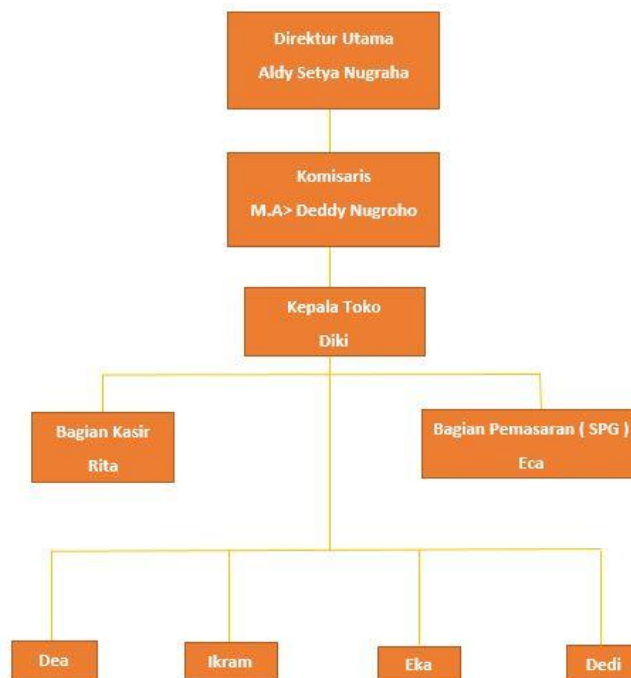 Direktur Utama
Aldy Setya Nugraha
Komisaris
M.A> Deddy Nugroho
Kepala Toko
Diki
Bagian Kasir
Rita
Bagian Pemasaran ( SPG )
Eca
Dea
Ikram
Eka
Dedi